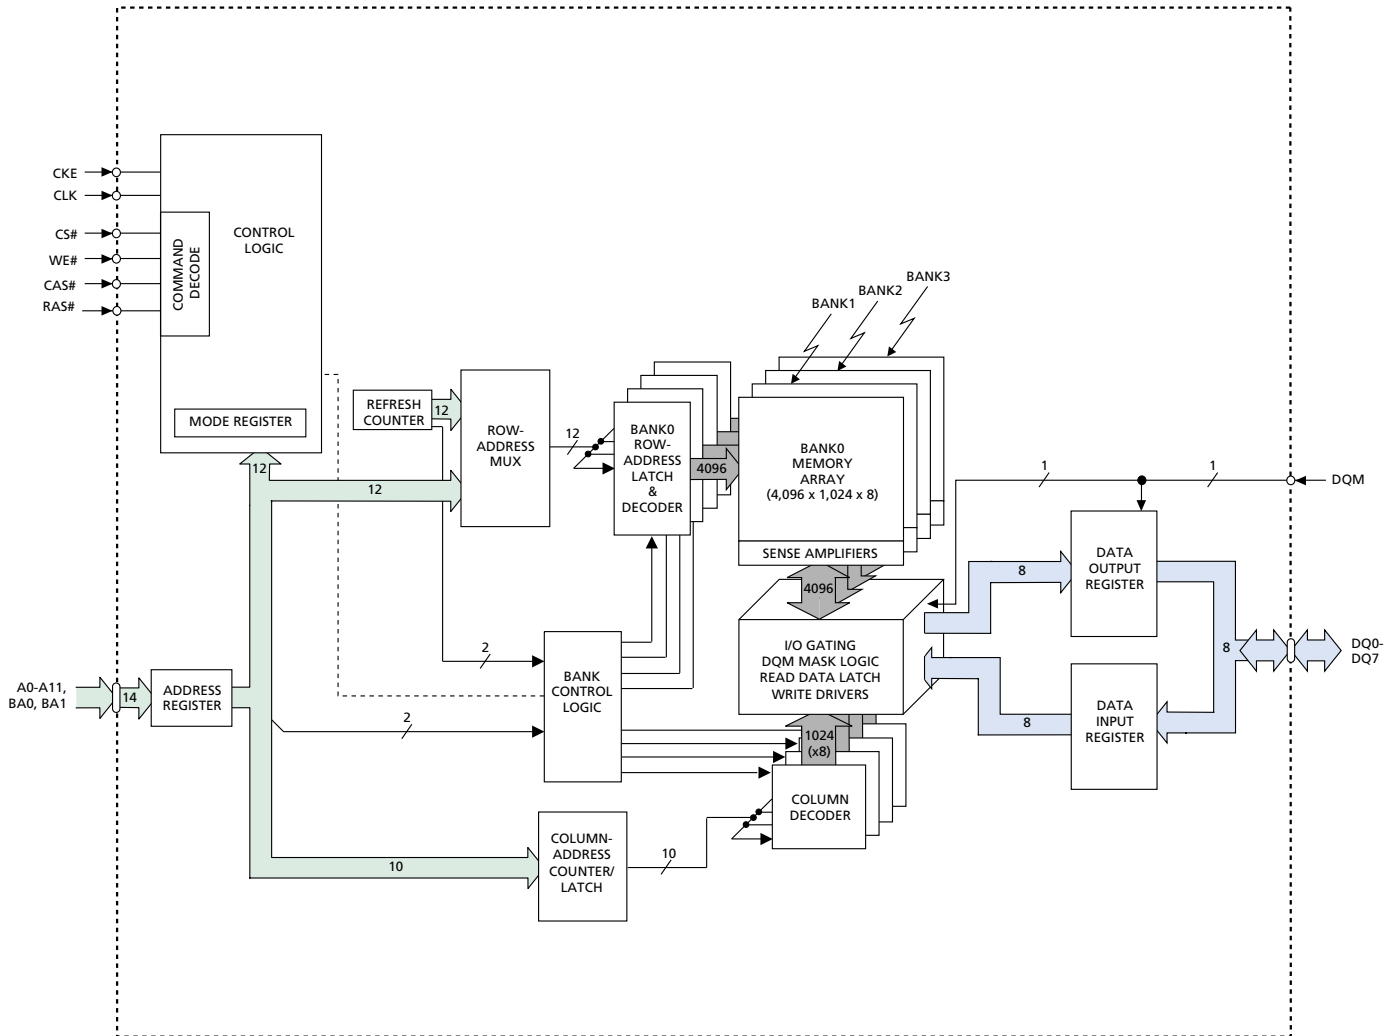 CKE
CLK
CS#
WE#
CAS#
RAS#
COMMAND
DECODE
CONTROL
LOGIC
MODE REGISTER
12
REFRESH
COUNTER
12
12
ROW-
ADDRESS
MUX
12
BANK0
ROW-
ADDRESS
LATCH
&
DECODER
4096
BANK1
BANK2
BANK3
BANK0
MEMORY
ARRAY
(4,096 x 1,024 x 8)
SENSE AMPLIFIERS
4096
I/O GATING
DQM MASK LOGIC
READ DATA LATCH
WRITE DRIVERS
1024
(x8)
COLUMN
DECODER
1
1
DQM
8
DATA
OUTPUT
REGISTER
8
DQ0-
DQ7
8
DATA
INPUT
REGISTER
A0-A11,
BA0, BA1
14
ADDRESS
REGISTER
2
2
BANK
CONTROL
LOGIC
10
COLUMN-
ADDRESS
COUNTER/
LATCH
10